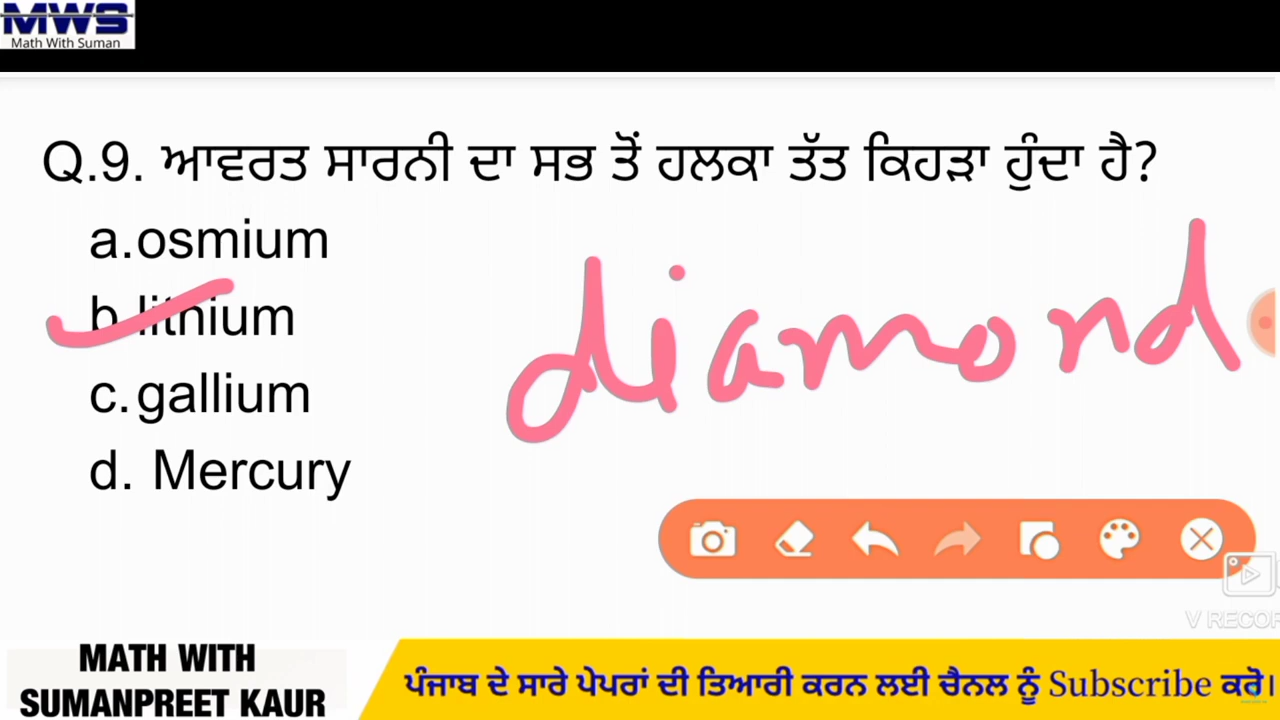 MWS
Math With Suman
Q.9. ਆਵਰਤ ਸਾਰਨੀ ਦਾ ਸਭ ਤੋਂ ਹਲਕਾ ਤੱਤ ਕਿਹੜਾ ਹੁੰਦਾ ਹੈ?
a.osmium
b.lithium
c.gallium
d. Mercury
diamond
V RECOR
MATH WITH
SUMANPREET KAUR
ਪੰਜਾਬ ਦੇ ਸਾਰੇ ਪੇਪਰਾਂ ਦੀ ਤਿਆਰੀ ਕਰਨ ਲਈ ਚੈਨਲ ਨੂੰ Subscribe ਕਰੋ।